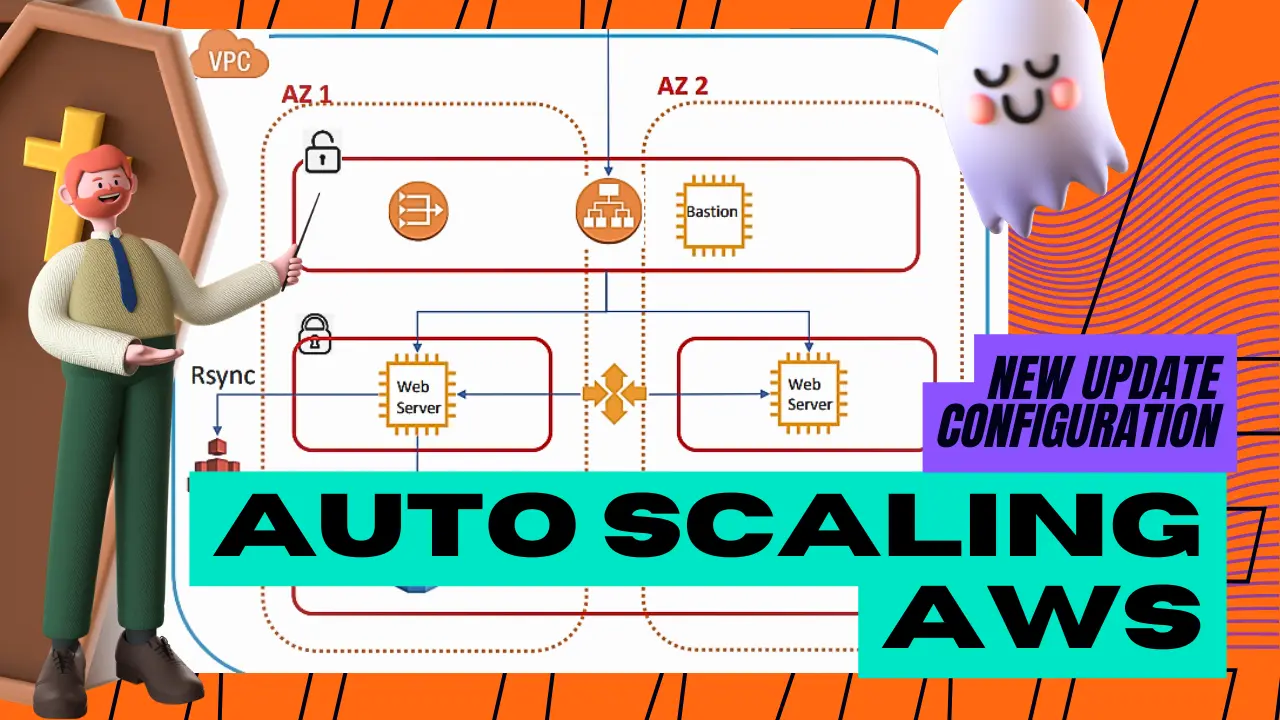 VPC
AZ 1
AZ 2
Bastion
Rsync
Web
Server
Web
Server
NEW UPDATE
CONFIGURATION
AUTO SCALING
AWS